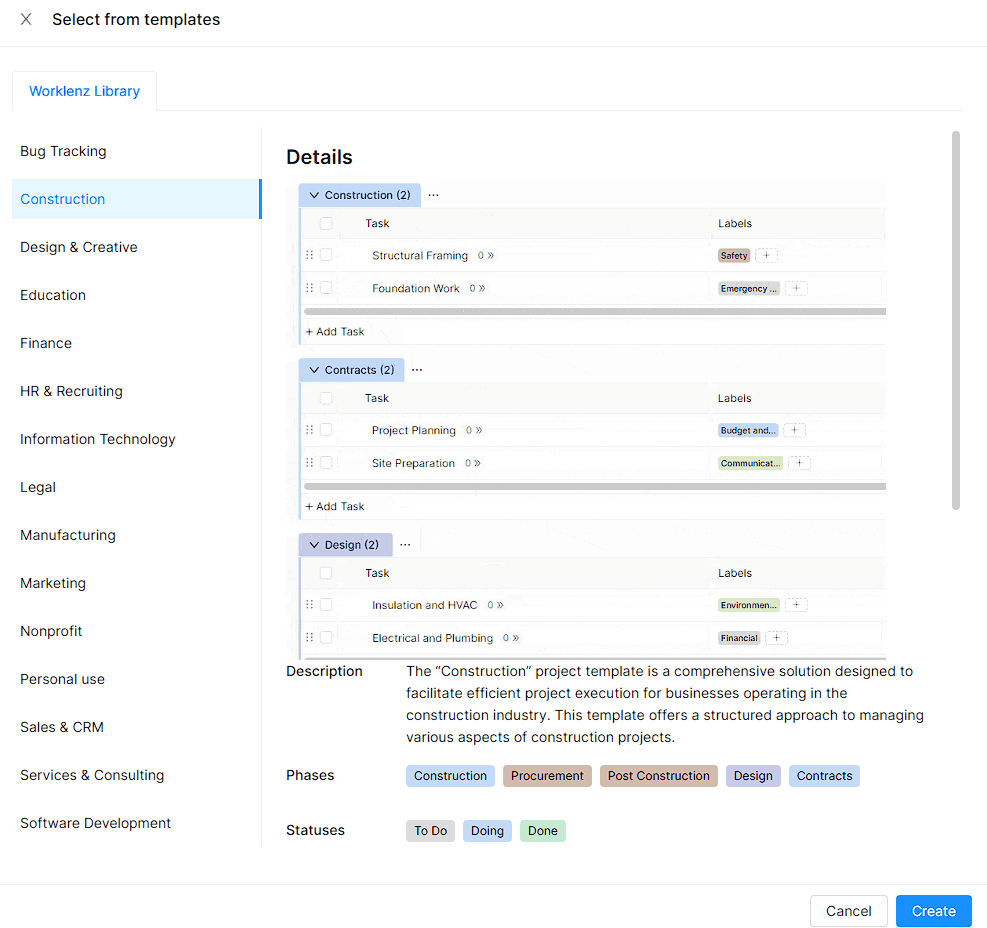 Select from templates
Worklenz Library
Bug Tracking
Construction
Design & Creative
Education
Finance
HR & Recruiting
Information Technology
Legal
Manufacturing
Marketing
Nonprofit
Personal use
Sales & CRM
Services & Consulting
Software Development
Details
Construction (2) ...
Task Labels
Structural Framing 0 » Safety +
Foundation Work 0 » Emergency ... +
+ Add Task
Contracts (2) ...
Task Labels
Project Planning 0 » Budget and... +
Site Preparation 0 » Communicat... +
+ Add Task
Design (2) ...
Task Labels
Insulation and HVAC 0 » Environmen... +
Electrical and Plumbing 0 » Financial +
Description
The “Construction” project template is a comprehensive solution designed to
facilitate efficient project execution for businesses operating in the
construction industry. This template offers a structured approach to managing
various aspects of construction projects.
Phases Construction Procurement Post Construction Design Contracts
Statuses To Do Doing Done
Cancel Create